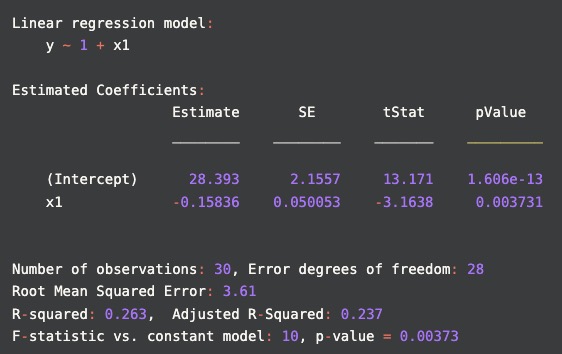 Linear regression model:
y ~ 1 + x1
Estimated Coefficients:
Estimate SE tStat pValue
(Intercept) 28.393 2.1557 13.171 1.606e-13
x1 -0.15836 0.050053 -3.1638 0.003731
Number of observations: 30, Error degrees of freedom: 28
Root Mean Squared Error: 3.61
R-squared: 0.263, Adjusted R-Squared: 0.237
F-statistic vs. constant model: 10, p-value = 0.00373